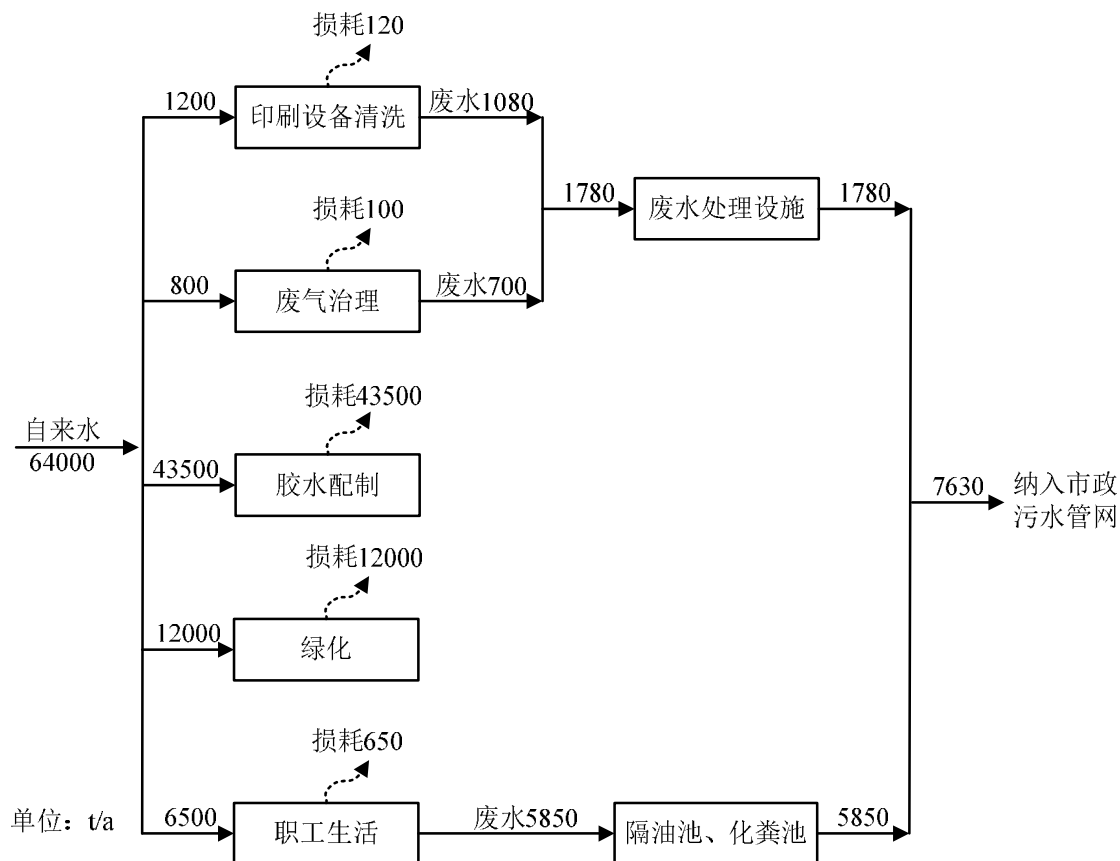 损耗120
1200
印刷设备清洗
废水1080
1780
废水处理设施
1780
损耗100
800
废气治理
废水700
损耗43500
自来水
64000
43500
胶水配制
7630
纳入市政
污水管网
损耗12000
12000
绿化
损耗650
单位：t/a
6500
职工生活
废水5850
隔油池、化粪池
5850